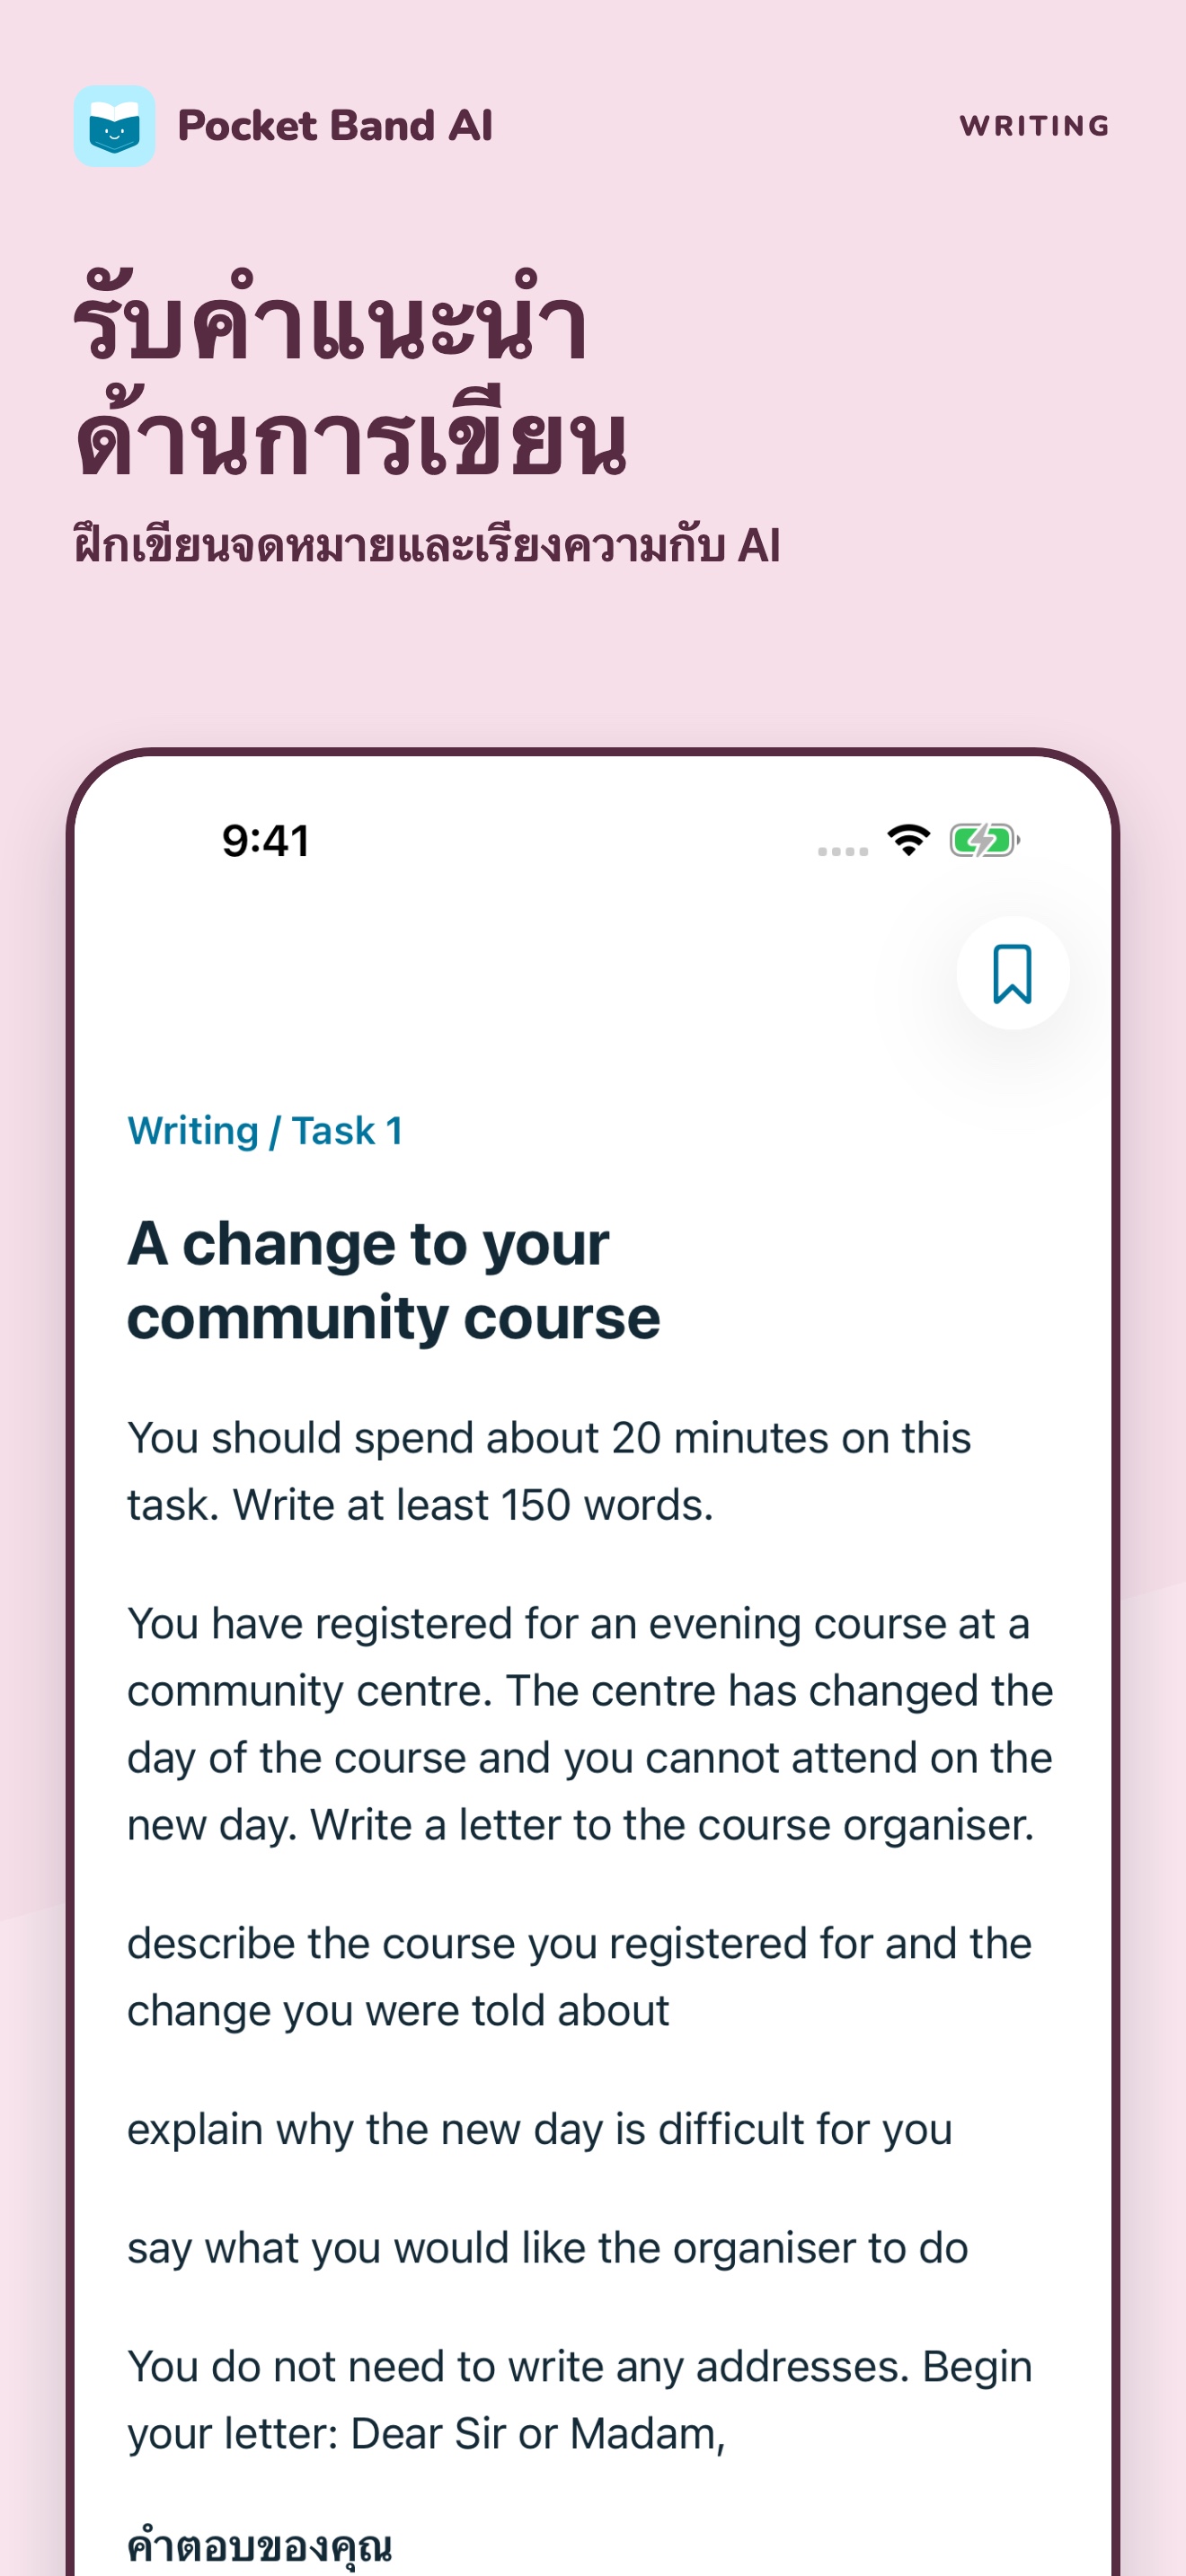 Pocket Band AI
WRITING
รับคำแนะนำ
ด้านการเขียน
ฝึกเขียนจดหมายและเรียงความกับ AI
9:41
Writing / Task 1
A change to your
community course
You should spend about 20 minutes on this
task. Write at least 150 words.
You have registered for an evening course at a
community centre. The centre has changed the
day of the course and you cannot attend on the
new day. Write a letter to the course organiser.
describe the course you registered for and the
change you were told about
explain why the new day is difficult for you
say what you would like the organiser to do
You do not need to write any addresses. Begin
your letter: Dear Sir or Madam,
คำตอบของคุณ